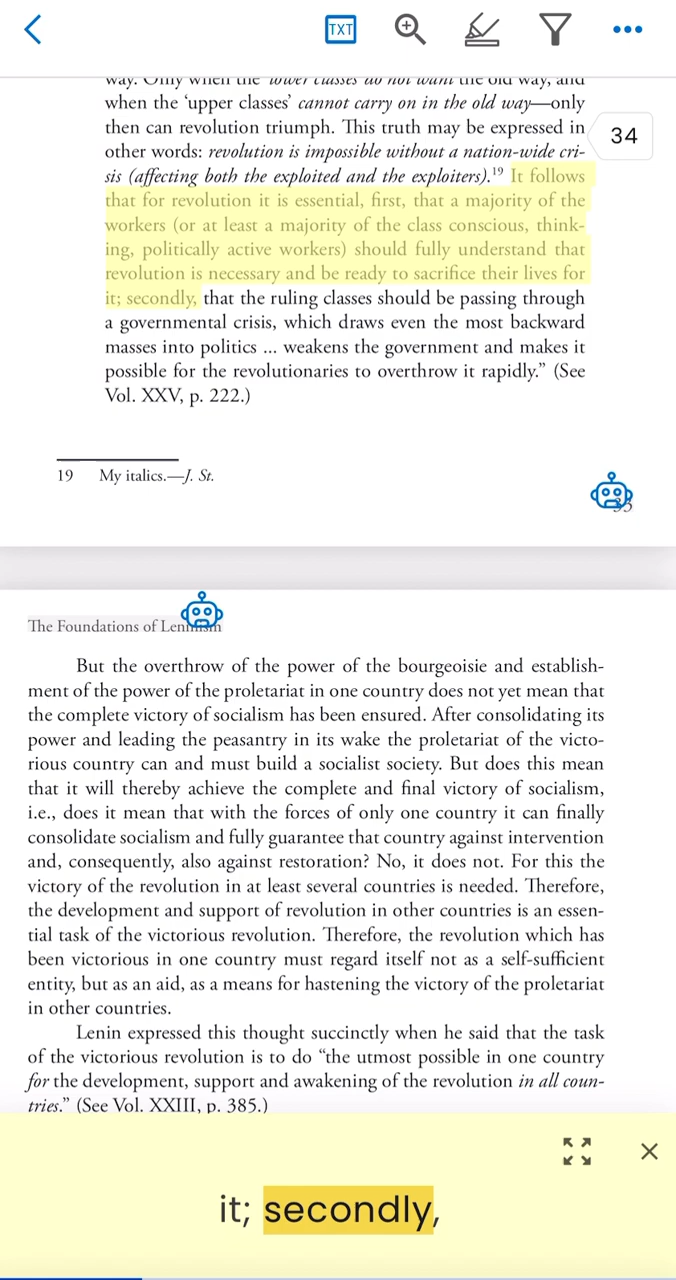 TXT
way. Only when the ‘lower classes’ do not want the old way, and
when the ‘upper classes’ cannot carry on in the old way—only
then can revolution triumph. This truth may be expressed in
34
other words: revolution is impossible without a nation-wide cri-
sis (affecting both the exploited and the exploiters).19 It follows
that for revolution it is essential, first, that a majority of the
workers (or at least a majority of the class conscious, think-
ing, politically active workers) should fully understand that
revolution is necessary and be ready to sacrifice their lives for
it; secondly, that the ruling classes should be passing through
a governmental crisis, which draws even the most backward
masses into politics ... weakens the government and makes it
possible for the revolutionaries to overthrow it rapidly.” (See
Vol. XXV, p. 222.)
19 My italics.—J. St.
33
The Foundations of Leninism
But the overthrow of the power of the bourgeoisie and establish-
ment of the power of the proletariat in one country does not yet mean that
the complete victory of socialism has been ensured. After consolidating its
power and leading the peasantry in its wake the proletariat of the victo-
rious country can and must build a socialist society. But does this mean
that it will thereby achieve the complete and final victory of socialism,
i.e., does it mean that with the forces of only one country it can finally
consolidate socialism and fully guarantee that country against intervention
and, consequently, also against restoration? No, it does not. For this the
victory of the revolution in at least several countries is needed. Therefore,
the development and support of revolution in other countries is an essen-
tial task of the victorious revolution. Therefore, the revolution which has
been victorious in one country must regard itself not as a self-sufficient
entity, but as an aid, as a means for hastening the victory of the proletariat
in other countries.
Lenin expressed this thought succinctly when he said that the task
of the victorious revolution is to do “the utmost possible in one country
for the development, support and awakening of the revolution in all coun-
tries.” (See Vol. XXIII, p. 385.)
it; secondly,